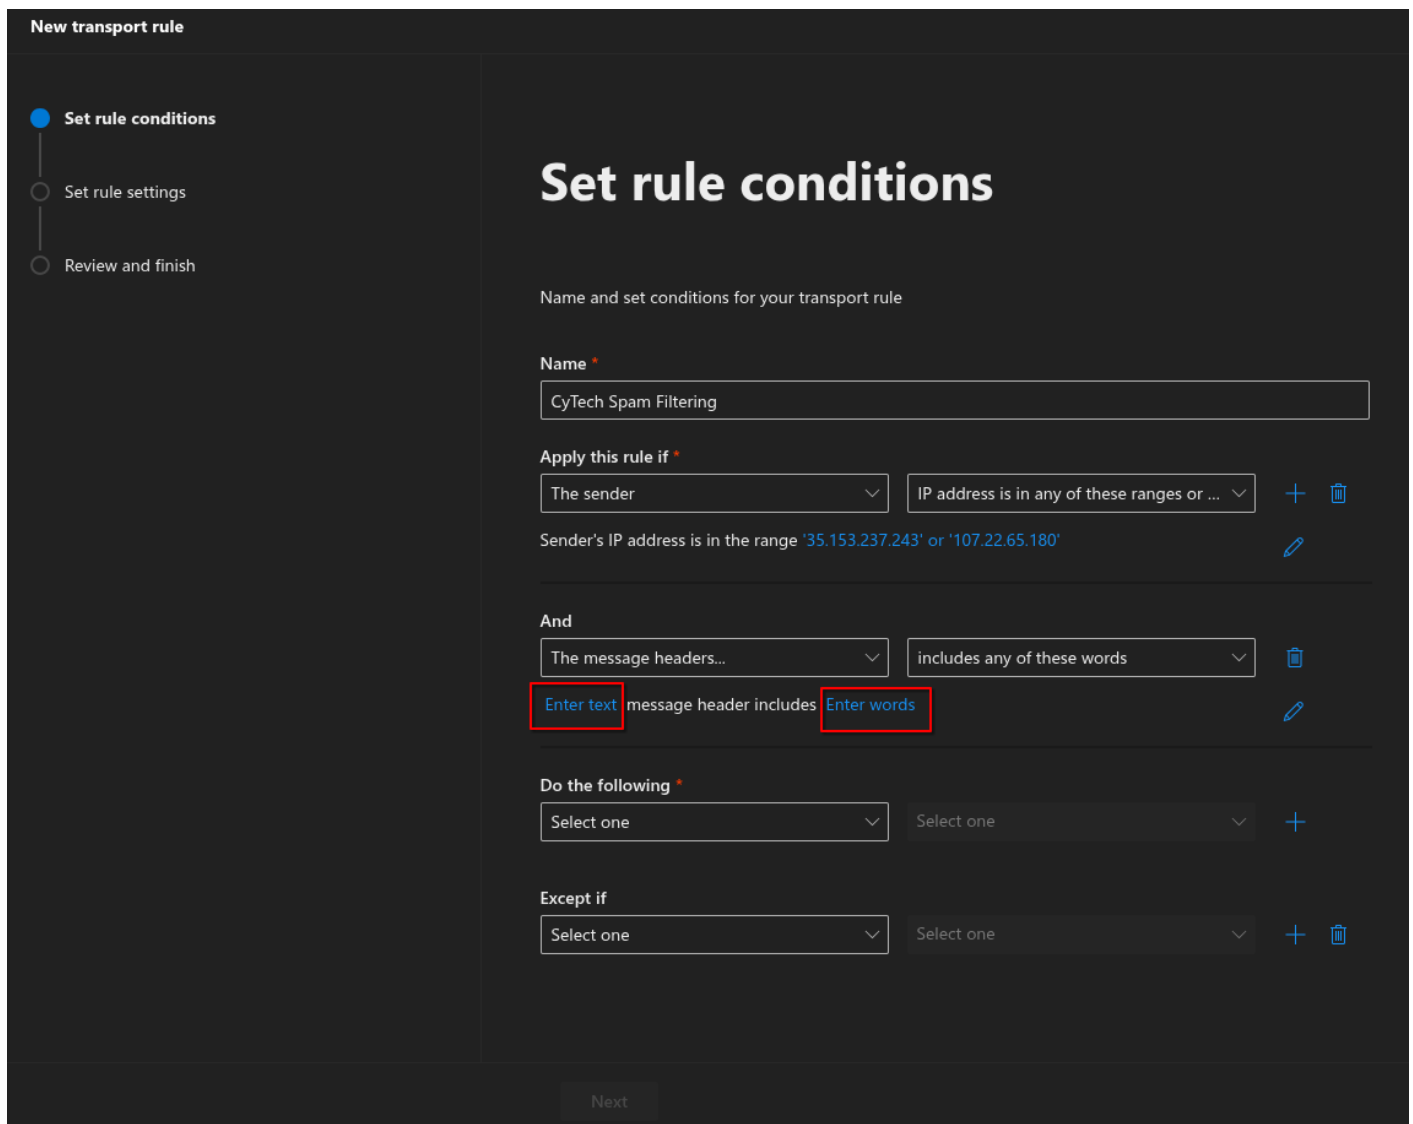 New transport rule
Set rule conditions
Set rule settings
Review and finish
Set rule conditions
Name and set conditions for your transport rule
Name *
CyTech Spam Filtering
Apply this rule if *
The sender
IP address is in any of these ranges or ...
Sender's IP address is in the range '35.153.237.243' or '107.22.65.180'
And
The message headers...
includes any of these words
Enter text message header includes Enter words
Do the following *
Select one
Select one
Except if
Select one
Select one
Next